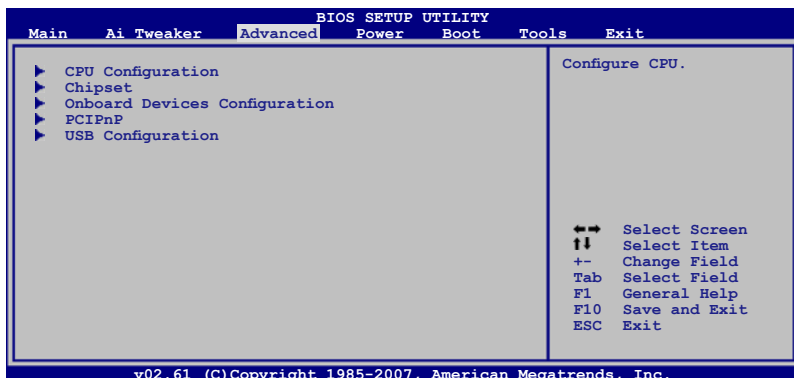 BIOS SETUP UTILITY
Main Ai Tweaker Advanced Power Boot Tools Exit
CPU Configuration
Chipset
Onboard Devices Configuration
PCIPnP
USB Configuration
Configure CPU.
←→ Select Screen
↑↓ Select Item
+- Change Field
Tab Select Field
F1 General Help
F10 Save and Exit
ESC Exit
v02.61 (C)Copyright 1985-2007, American Megatrends, Inc.